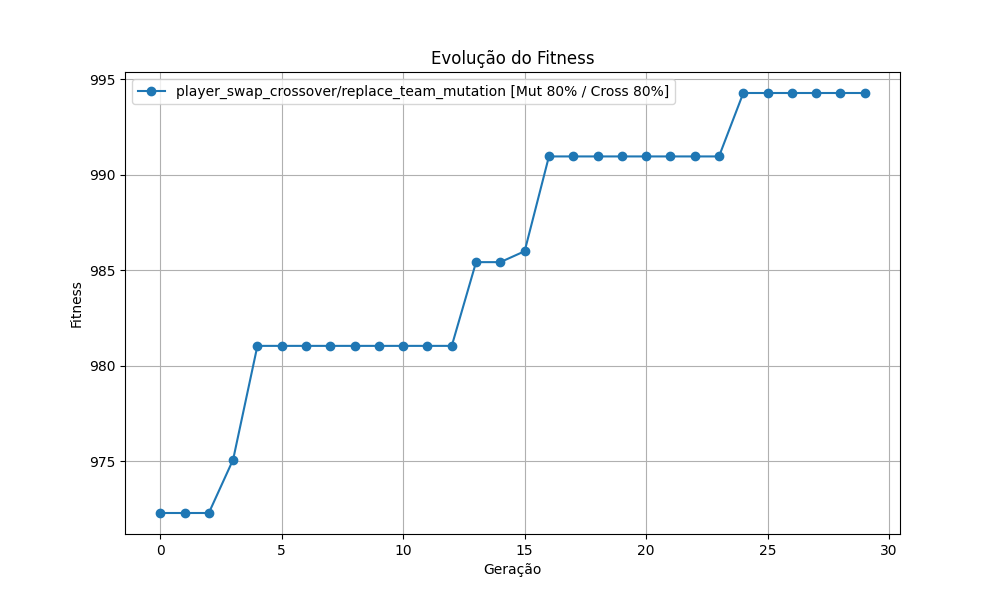 Evolução do Fitness
player_swap_crossover/replace_team_mutation [Mut 80% / Cross 80%]
995
990
985
980
975
Fitness
0 5 10 15 20 25 30
Geração